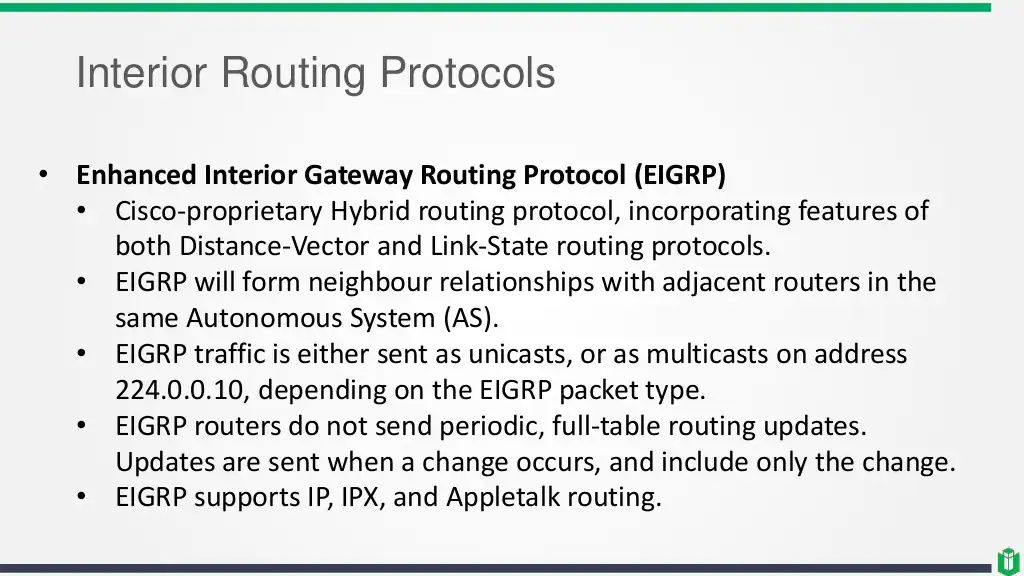 Interior Routing Protocols
• Enhanced Interior Gateway Routing Protocol (EIGRP)
• Cisco-proprietary Hybrid routing protocol, incorporating features of
both Distance-Vector and Link-State routing protocols.
• EIGRP will form neighbour relationships with adjacent routers in the
same Autonomous System (AS).
• EIGRP traffic is either sent as unicasts, or as multicasts on address
224.0.0.10, depending on the EIGRP packet type.
• EIGRP routers do not send periodic, full-table routing updates.
Updates are sent when a change occurs, and include only the change.
• EIGRP supports IP, IPX, and Appletalk routing.